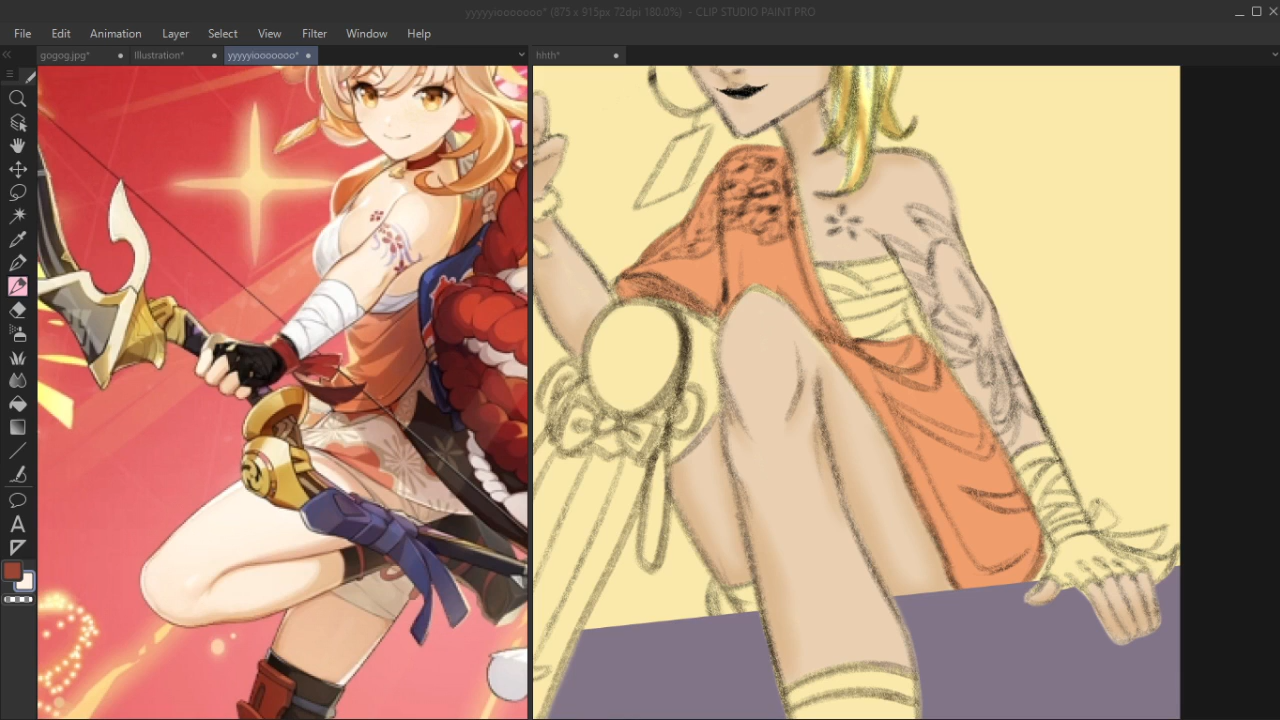 yyyyyiooooooo* (875 x 915px 72dpi 180.0%)  - CLIP STUDIO PAINT PRO
File Edit Animation Layer Select View Filter Window Help
gogog.jpg* Illustration* yyyyyiooooooo* hhth*